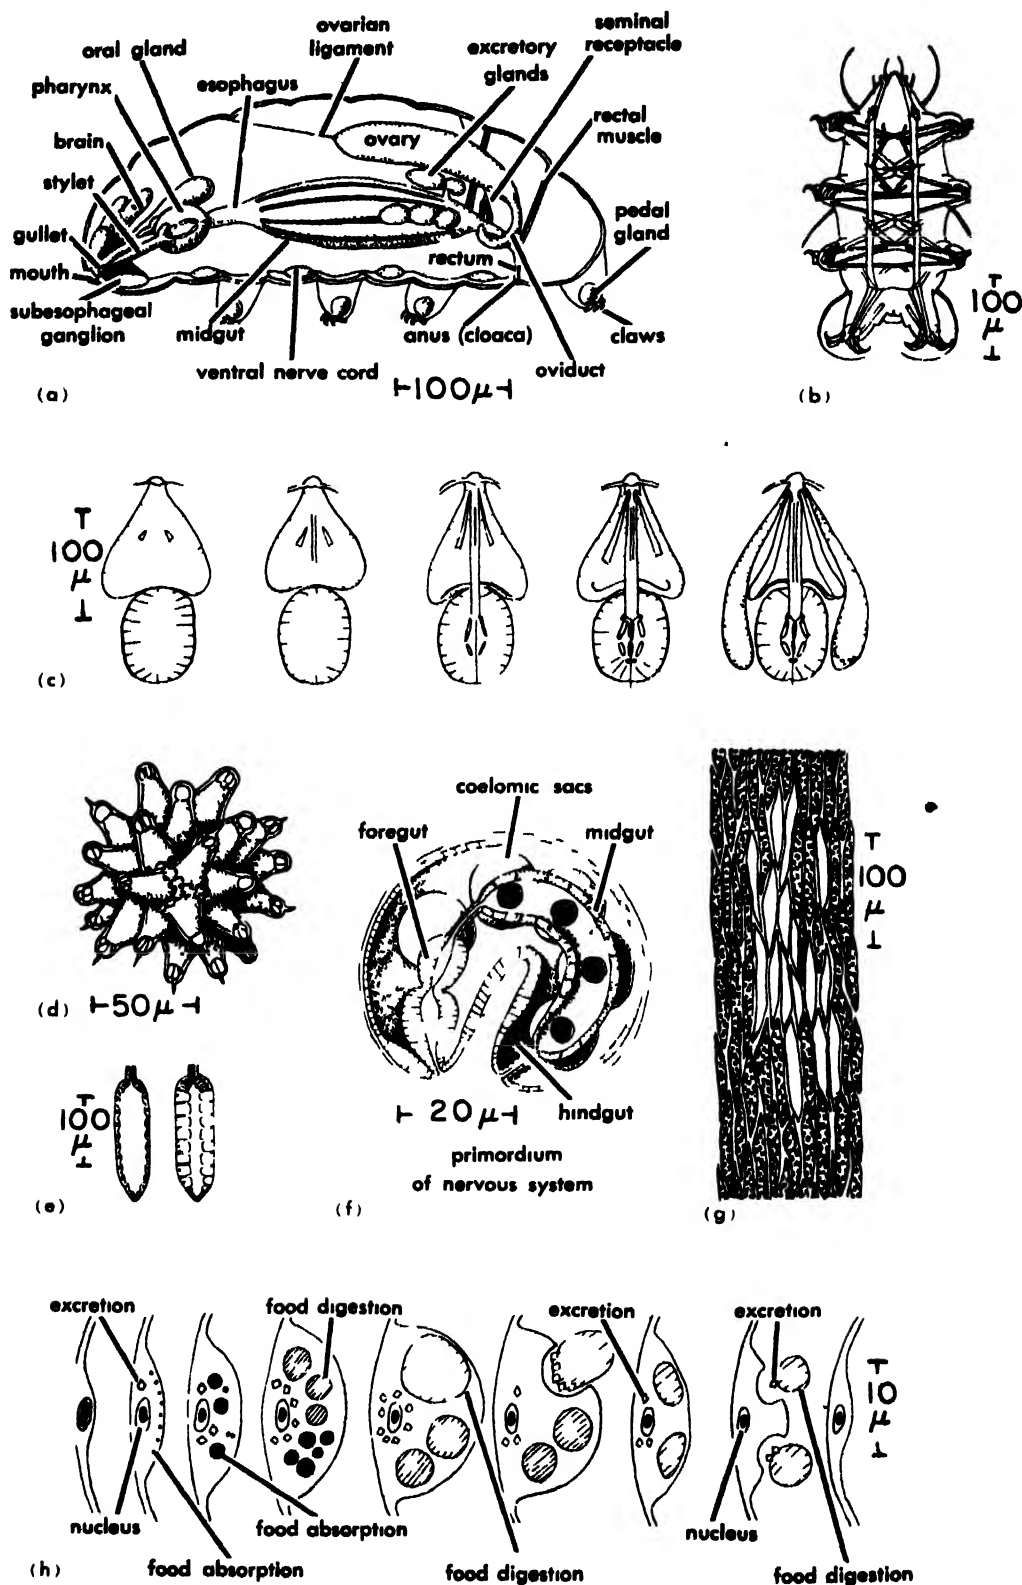 oral gland
ovarian
ligament
excretory
glands
seminal
receptacle
pharynx
esophagus
brain
ovary
rectal
muscle
stylet
pedal
gland
gullet
rectum
mouth
subesophageal
ganglion
midgut
anus (cloaca)
claws
ventral nerve cord
oviduct
(a)
100 μ
100
μ
(b)
100
μ
(c)
coelomic sacs
foregut
midgut
100
μ
(d)
50 μ
20 μ
hindgut
100
μ
primordium
of nervous system
(e)
(f)
(g)
excretion
food digestion
excretion
excretion
10
μ
nucleus
food absorption
nucleus
food absorption
food digestion
food digestion
(h)